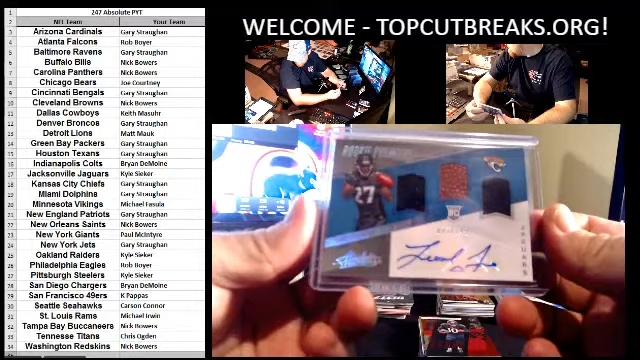 247 Absolute PYT
NFL Team Your Team
Arizona Cardinals Gary Straughan
Atlanta Falcons Rob Boyer
Baltimore Ravens Gary Straughan
Buffalo Bills Nick Bowers
Carolina Panthers Nick Bowers
Chicago Bears Joe Courtney
Cincinnati Bengals Gary Straughan
Cleveland Browns Nick Bowers
Dallas Cowboys Keith Masuhr
Denver Broncos Gary Straughan
Detroit Lions Matt Mauk
Green Bay Packers Gary Straughan
Houston Texans Gary Straughan
Indianapolis Colts Bryan DeMoine
Jacksonville Jaguars Kyle Sieker
Kansas City Chiefs Gary Straughan
Miami Dolphins Gary Straughan
Minnesota Vikings Michael Fasula
New England Patriots Gary Straughan
New Orleans Saints Nick Bowers
New York Giants Paul McIntyre
New York Jets Gary Straughan
Oakland Raiders Kyle Sieker
Philadelphia Eagles Rob Boyer
Pittsburgh Steelers Kyle Sieker
San Diego Chargers Bryan DeMoine
San Francisco 49ers K Pappas
Seattle Seahawks Carson Connor
St. Louis Rams Michael Irwin
Tampa Bay Buccaneers Nick Bowers
Tennesse Titans Chris Ogden
Washington Redskins Nick Bowers
WELCOME - TOPCUTBREAKS.ORG!
27
RC
JAGUARS
Absolute